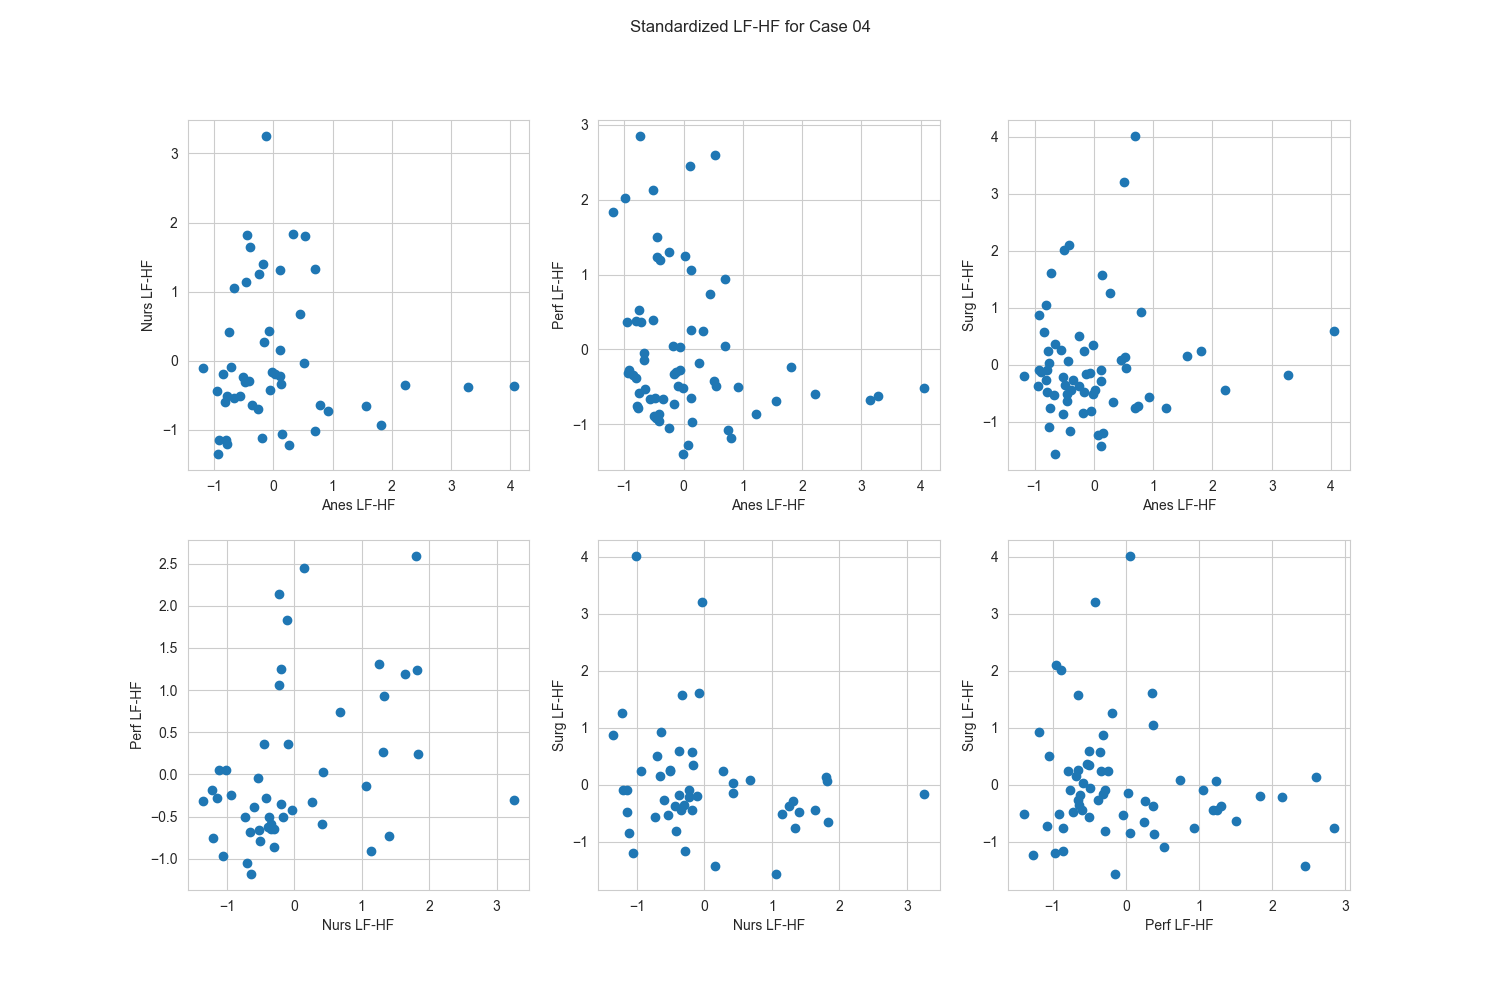 Standardized LF-HF for Case 04
3
2
1
0
−1
Nurs LF-HF
−1 0 1 2 3 4
Anes LF-HF
3
2
1
0
−1
Perf LF-HF
−1 0 1 2 3 4
Anes LF-HF
4
3
2
1
0
−1
Surg LF-HF
−1 0 1 2 3 4
Anes LF-HF
2.5
2.0
1.5
1.0
0.5
0.0
−0.5
−1.0
Perf LF-HF
−1 0 1 2 3
Nurs LF-HF
4
3
2
1
0
−1
Surg LF-HF
−1 0 1 2 3
Nurs LF-HF
4
3
2
1
0
−1
Surg LF-HF
−1 0 1 2 3
Perf LF-HF